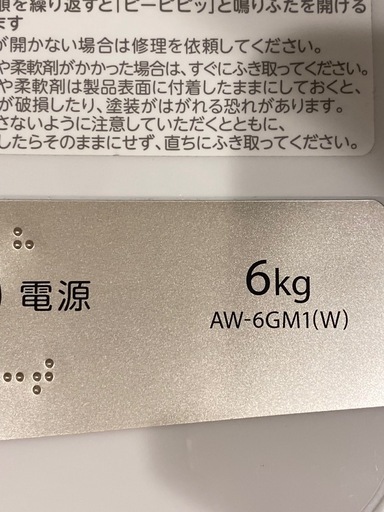 順を繰り返すと「ピーピピッ」と鳴りふたを開ける
ます
が開かない場合は修理を依頼してください。
や柔軟剤がかかった場合は、すぐにふき取ってください。
や柔軟剤は製品表面に付着したままにしておくと、
が破損したり、塗装がはがれる恐れがあります。
さないように注意していただくとともに、
したらそのままにせず、直ちにふき取ってください。
電源
6kg
AW-6GM1(W)